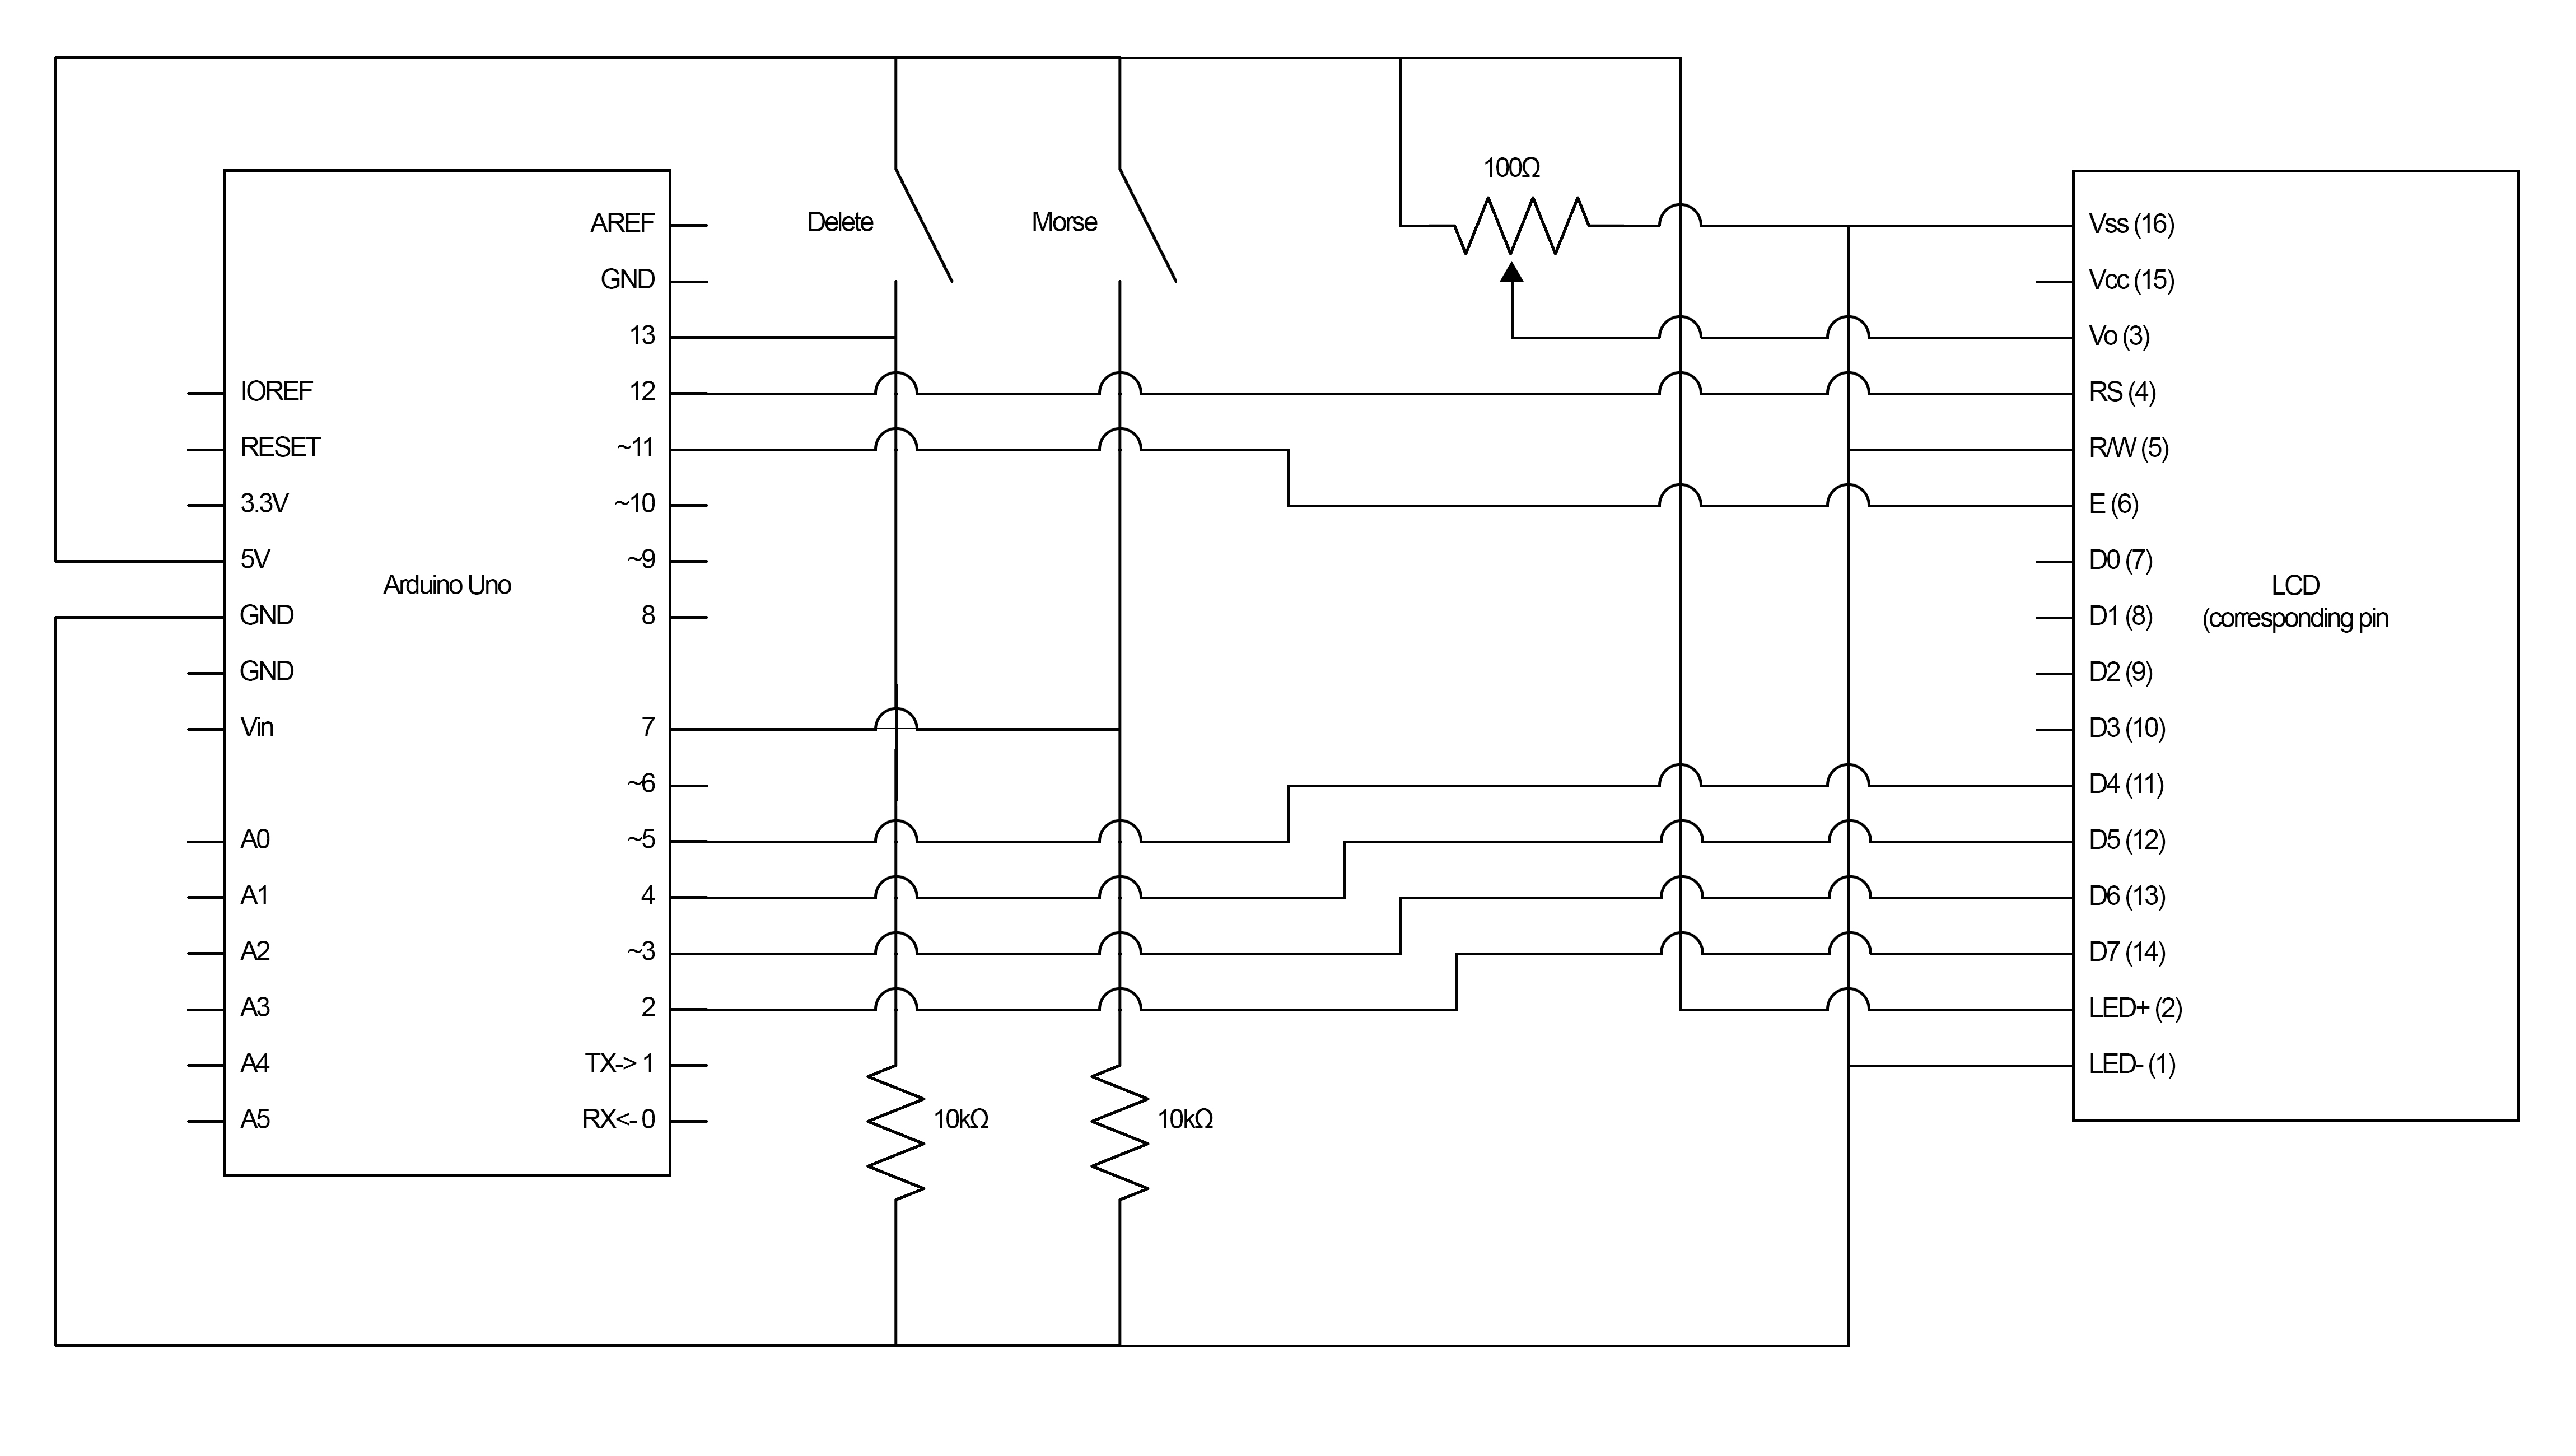 100Ω
Delete
Morse
AREF
GND
13
12
~11
~10
~9
8
7
~6
~5
4
~3
2
TX-> 1
RX<- 0
IOREF
RESET
3.3V
5V
GND
GND
Vin
A0
A1
A2
A3
A4
A5
Arduino Uno
10kΩ
10kΩ
Vss (16)
Vcc (15)
Vo (3)
RS (4)
R/W (5)
E (6)
D0 (7)
D1 (8)
D2 (9)
D3 (10)
D4 (11)
D5 (12)
D6 (13)
D7 (14)
LED+ (2)
LED- (1)
LCD
(corresponding pin